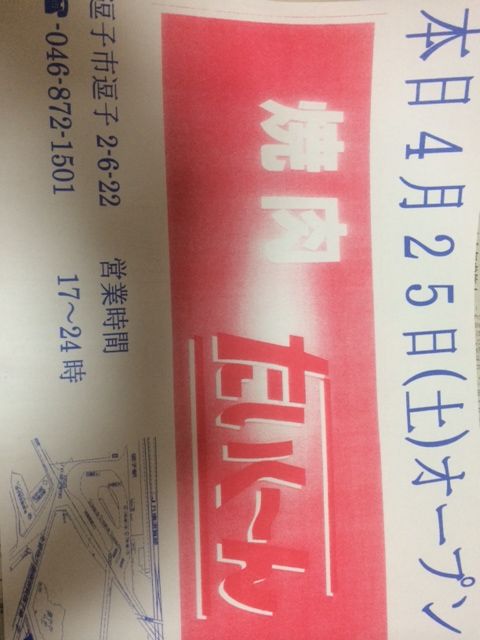 本日4月25日(土)オープン
焼肉
逗子市逗子 2-6-22
営業時間
☎-046-872-1501
17～24時